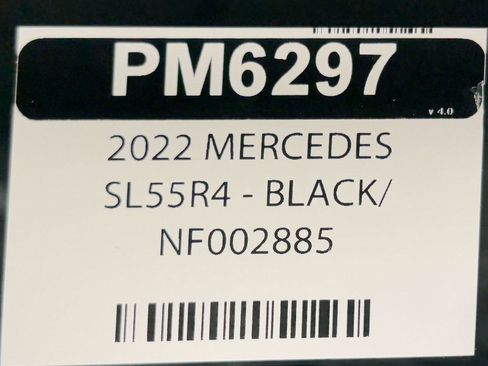 PM6297
v 4.0
2022 MERCEDES
SL55R4 - BLACK/
NF002885